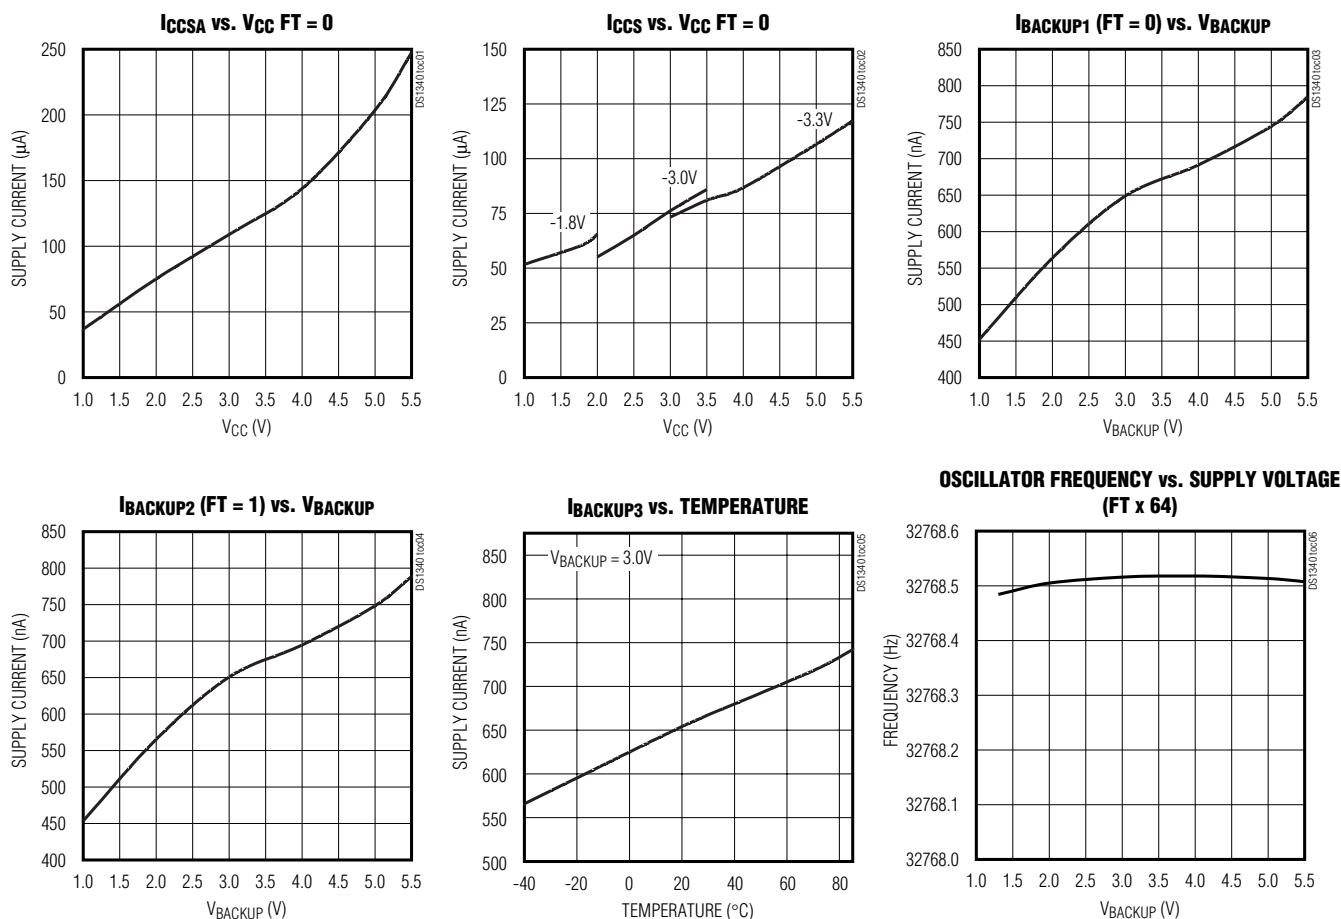 ICCSA vs. VCC FT = 0
SUPPLY CURRENT (µA)
250
200
150
100
50
0
1.0 1.5 2.0 2.5 3.0 3.5 4.0 4.5 5.0 5.5
VCC (V)
DS1340 toc01
ICCS vs. VCC FT = 0
SUPPLY CURRENT (µA)
150
125
100
75
50
25
0
-1.8V
-3.0V
-3.3V
1.0 1.5 2.0 2.5 3.0 3.5 4.0 4.5 5.0 5.5
VCC (V)
DS1340 toc02
IBACKUP1 (FT = 0) vs. VBACKUP
SUPPLY CURRENT (nA)
850
800
750
700
650
600
550
500
450
400
1.0 1.5 2.0 2.5 3.0 3.5 4.0 4.5 5.0 5.5
VBACKUP (V)
DS1340 toc03
IBACKUP2 (FT = 1) vs. VBACKUP
SUPPLY CURRENT (nA)
850
800
750
700
650
600
550
500
450
400
1.0 1.5 2.0 2.5 3.0 3.5 4.0 4.5 5.0 5.5
VBACKUP (V)
DS1340 toc04
IBACKUP3 vs. TEMPERATURE
SUPPLY CURRENT (nA)
850
800
750
700
650
600
550
500
VBACKUP = 3.0V
-40 -20 0 20 40 60 80
TEMPERATURE (°C)
DS1340 toc05
OSCILLATOR FREQUENCY vs. SUPPLY VOLTAGE
(FT x 64)
FREQUENCY (Hz)
32768.6
32768.5
32768.4
32768.3
32768.2
32768.1
32768.0
1.0 1.5 2.0 2.5 3.0 3.5 4.0 4.5 5.0 5.5
VBACKUP (V)
DS1340 toc06